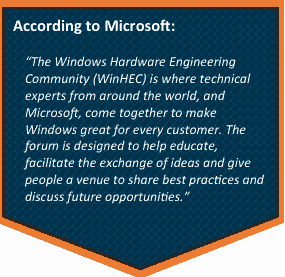 According to Microsoft:
“The Windows Hardware Engineering
Community (WinHEC) is where technical
experts from around the world, and
Microsoft, come together to make
Windows great for every customer. The
forum is designed to help educate,
facilitate the exchange of ideas and give
people a venue to share best practices and
discuss future opportunities.”